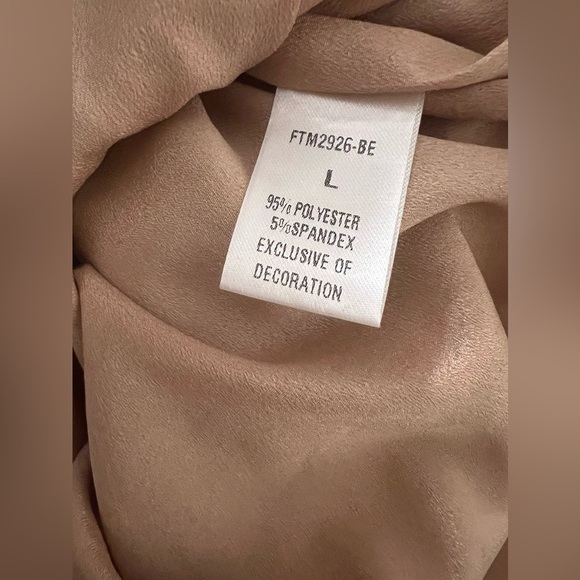 FTM2926-BE
L
95% POLYESTER
5%SPANDEX
EXCLUSIVE OF
DECORATION